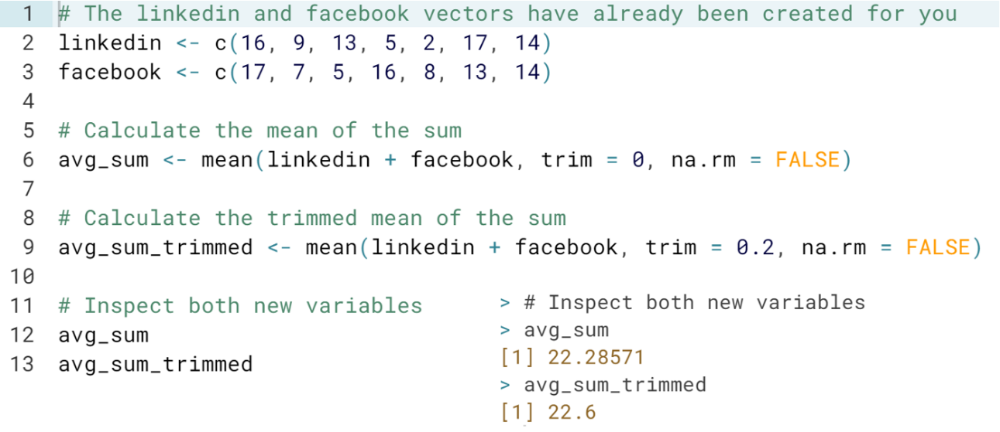 1 # The linkedin and facebook vectors have already been created for you
2 linkedin <- c(16, 9, 13, 5, 2, 17, 14)
3 facebook <- c(17, 7, 5, 16, 8, 13, 14)
4
5 # Calculate the mean of the sum
6 avg_sum <- mean(linkedin + facebook, trim = 0, na.rm = FALSE)
7
8 # Calculate the trimmed mean of the sum
9 avg_sum_trimmed <- mean(linkedin + facebook, trim = 0.2, na.rm = FALSE)
10
11 # Inspect both new variables
12 avg_sum
13 avg_sum_trimmed
> # Inspect both new variables
> avg_sum
[1] 22.28571
> avg_sum_trimmed
[1] 22.6